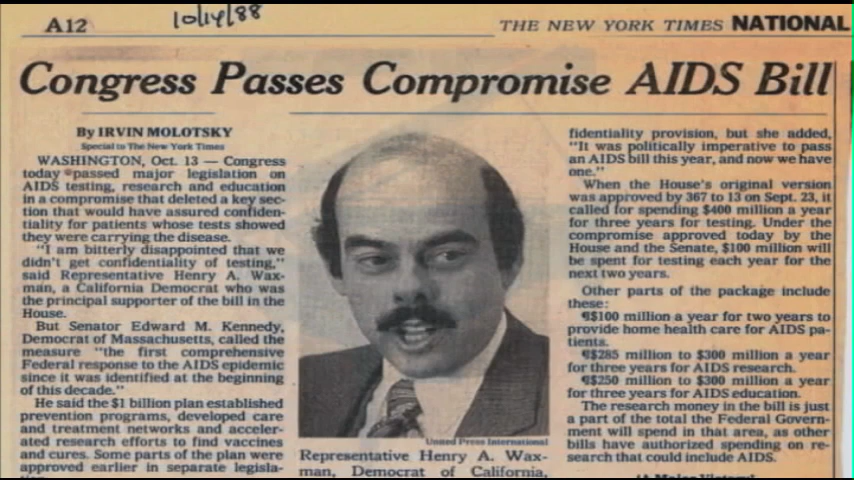 A12
10/14/88
THE NEW YORK TIMES NATIONAL
Congress Passes Compromise AIDS Bill
By IRVIN MOLOTSKY
Special to The New York Times
WASHINGTON, Oct. 13 — Congress
today passed major legislation on
AIDS testing, research and education
in a compromise that deleted a key sec-
tion that would have assured confiden-
tiality for patients whose tests showed
they were carrying the disease.
"I am bitterly disappointed that we
didn't get confidentiality of testing,"
said Representative Henry A. Wax-
man, a California Democrat who was
the principal supporter of the bill in the
House.
But Senator Edward M. Kennedy,
Democrat of Massachusetts, called the
measure "the first comprehensive
Federal response to the AIDS epidemic
since it was identified at the beginning
of this decade."
He said the $1 billion plan established
prevention programs, developed care
and treatment networks and acceler-
ated research efforts to find vaccines
and cures. Some parts of the plan were
approved earlier in separate legisla-
United Press International
Representative Henry A. Wax-
man, Democrat of California,
fidentiality provision, but she added,
"It was politically imperative to pass
an AIDS bill this year, and now we have
one."
When the House's original version
was approved by 367 to 13 on Sept. 23, it
called for spending $400 million a year
for three years for testing. Under the
compromise approved today by the
House and the Senate, $100 million will
be spent for testing each year for the
next two years.
Other parts of the package include
these:
¶$100 million a year for two years to
provide home health care for AIDS pa-
tients.
¶$285 million to $300 million a year
for three years for AIDS research.
¶$250 million to $300 million a year
for three years for AIDS education.
The research money in the bill is just
a part of the total the Federal Govern-
ment will spend in that area, as other
bills have authorized spending on re-
search that could include AIDS.